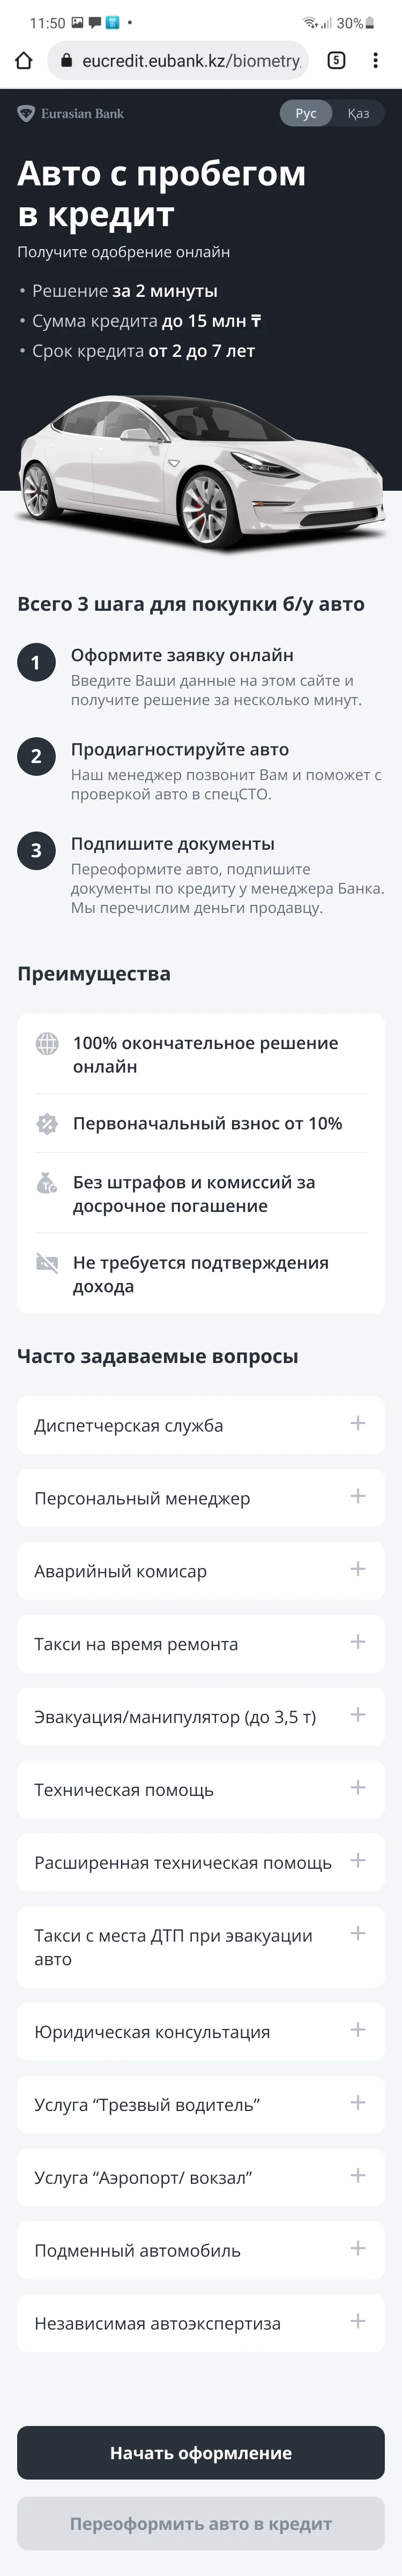 11:50
30%
eucredit.eubank.kz/biometry
5
Eurasian Bank
Рус Қаз
Авто с пробегом
в кредит
Получите одобрение онлайн
• Решение за 2 минуты
• Сумма кредита до 15 млн ₸
• Срок кредита от 2 до 7 лет
Всего 3 шага для покупки б/у авто
1 Оформите заявку онлайн
Введите Ваши данные на этом сайте и
получите решение за несколько минут.
2 Продиагностируйте авто
Наш менеджер позвонит Вам и поможет с
проверкой авто в спецСТО.
3 Подпишите документы
Переоформите авто, подпишите
документы по кредиту у менеджера Банка.
Мы перечислим деньги продавцу.
Преимущества
100% окончательное решение
онлайн
Первоначальный взнос от 10%
Без штрафов и комиссий за
досрочное погашение
Не требуется подтверждения
дохода
Часто задаваемые вопросы
Диспетчерская служба
Персональный менеджер
Аварийный комисар
Такси на время ремонта
Эвакуация/манипулятор (до 3,5 т)
Техническая помощь
Расширенная техническая помощь
Такси с места ДТП при эвакуации
авто
Юридическая консультация
Услуга “Трезвый водитель”
Услуга “Аэропорт/ вокзал”
Подменный автомобиль
Независимая автоэкспертиза
Начать оформление
Переоформить авто в кредит